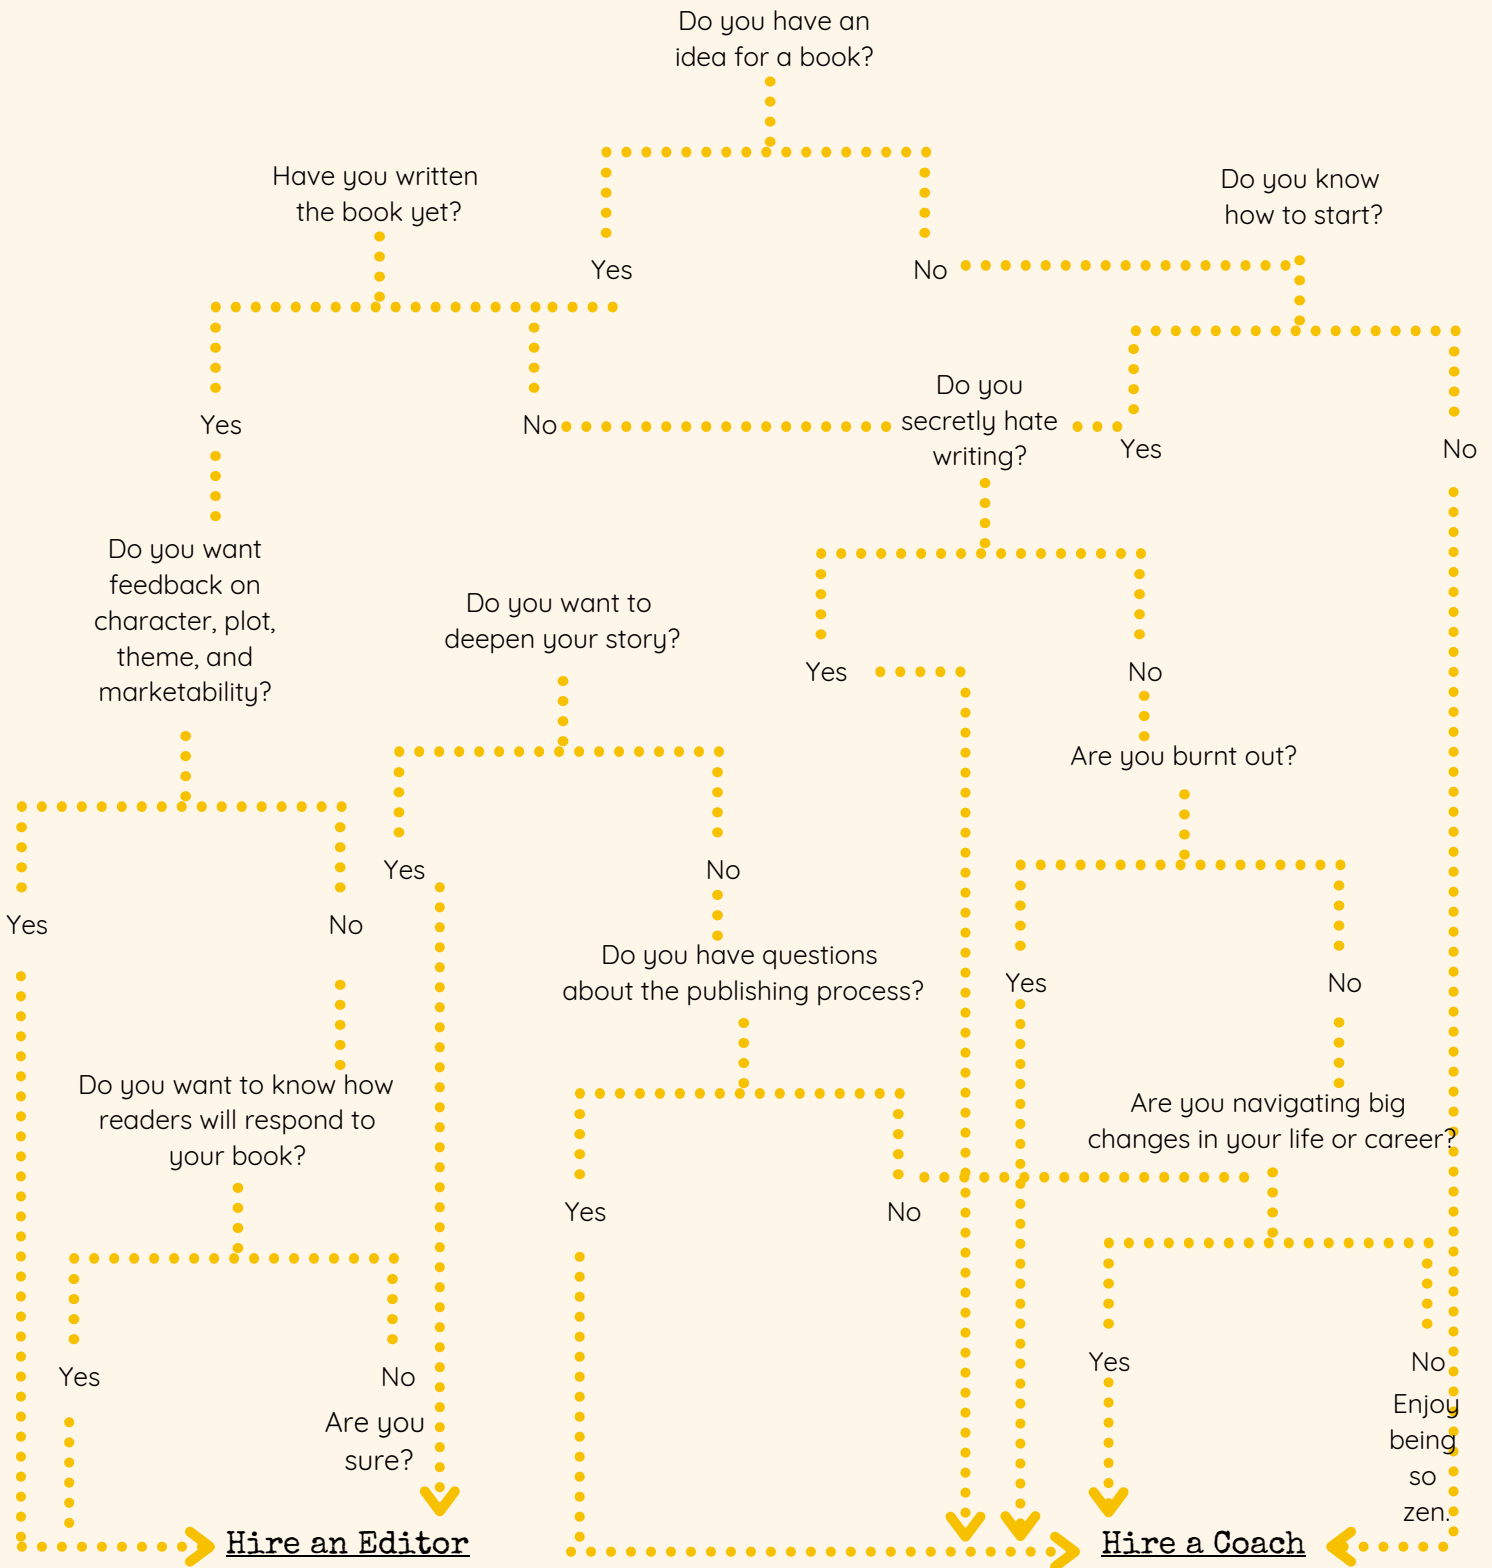 Do you have an
idea for a book?
Have you written
the book yet?
Do you know
how to start?
Yes
No
Yes
No
Do you
secretly hate
writing?
Yes
No
Do you want
feedback on
character, plot,
theme, and
marketability?
Do you want to
deepen your story?
Yes
No
Are you burnt out?
Yes
No
Yes
No
Do you have questions
about the publishing process?
Yes
No
Do you want to know how
readers will respond to
your book?
Are you navigating big
changes in your life or career?
Yes
No
Yes
No
Are you
sure?
Yes
No
Enjoy
being
so
zen.
Hire an Editor
Hire a Coach